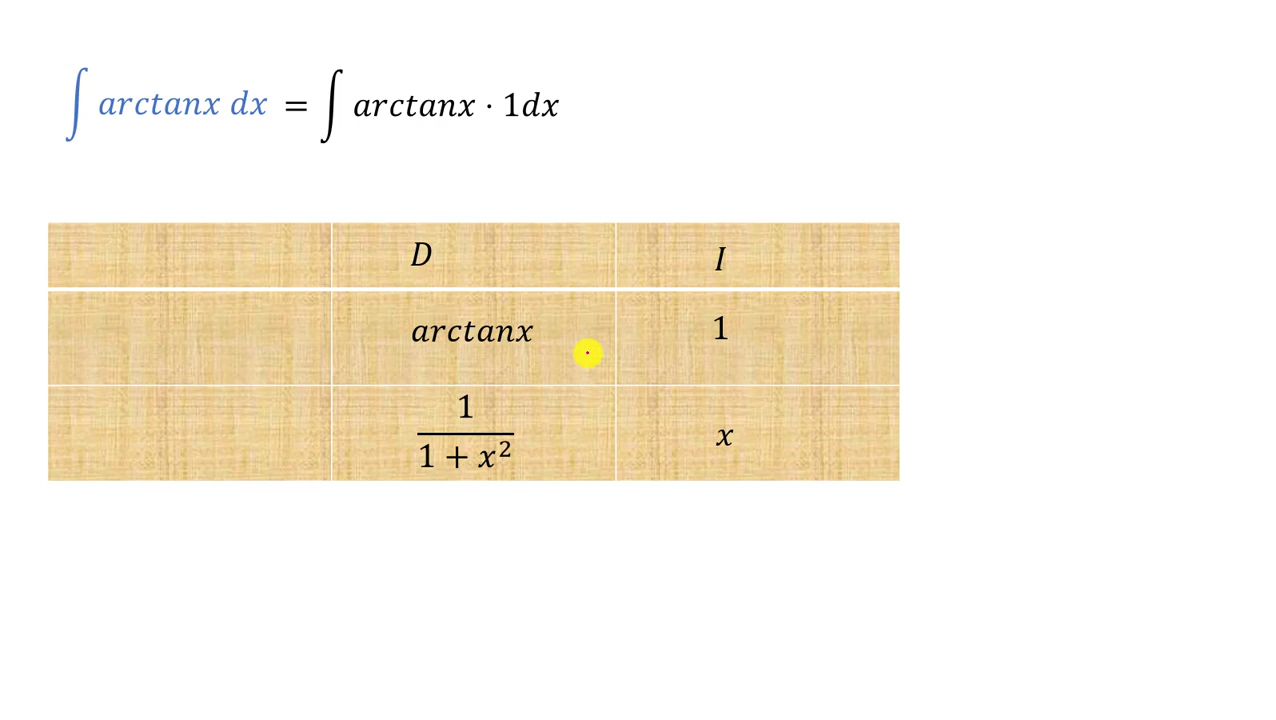 ∫ arctanx dx = ∫ arctanx · 1dx
D I
arctanx 1
1/(1 + x²) x